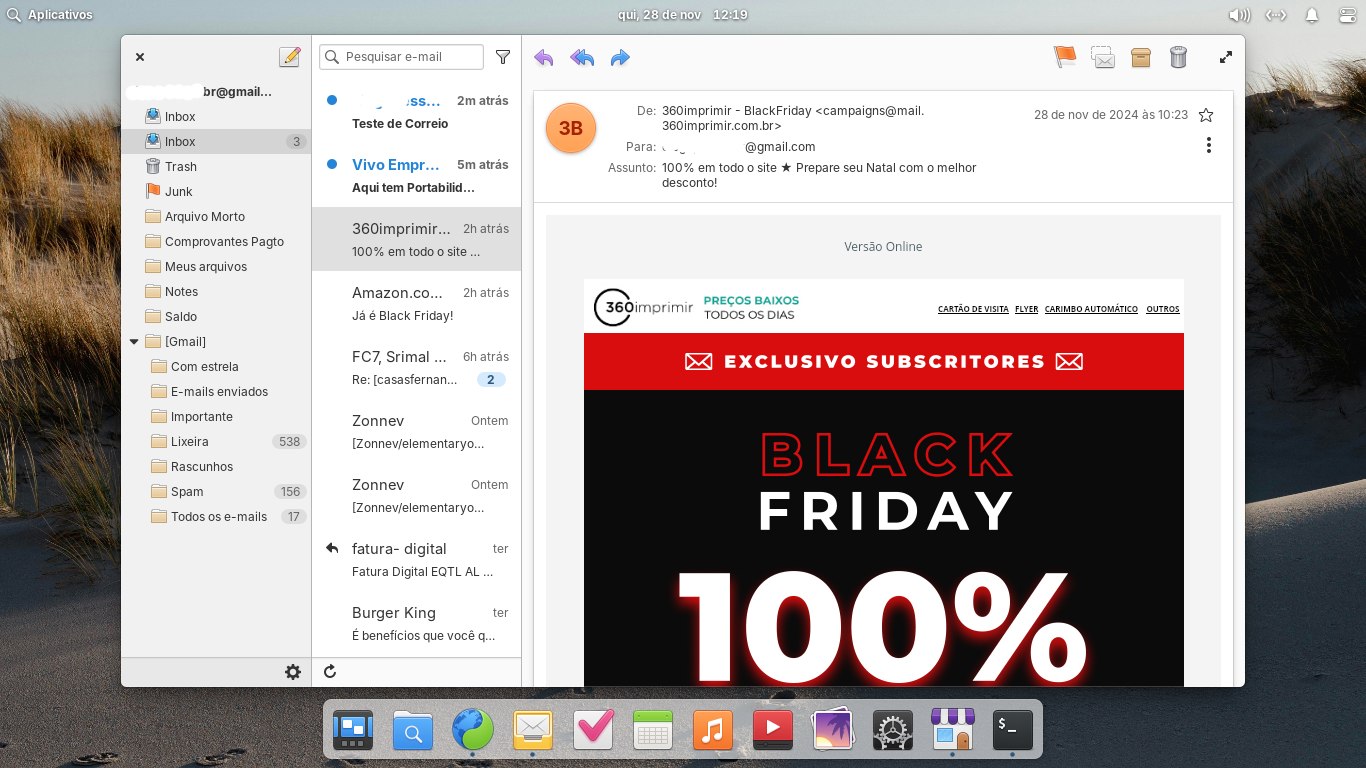 Aplicativos
qui, 28 de nov 12:19
br@gmail...
Inbox
Inbox 3
Trash
Junk
Arquivo Morto
Comprovantes Pagto
Meus arquivos
Notes
Saldo
[Gmail]
Com estrela
E-mails enviados
Importante
Lixeira 538
Rascunhos
Spam 156
Todos os e-mails 17
Pesquisar e-mail
ss... 2m atrás
Teste de Correio
Vivo Empr... 5m atrás
Aqui tem Portabilid...
360imprimir... 2h atrás
100% em todo o site ...
Amazon.co... 2h atrás
Já é Black Friday!
FC7, Srimal ... 6h atrás
Re: [casasfernan... 2
Zonnev Ontem
[Zonnev/elementaryo...
Zonnev Ontem
[Zonnev/elementaryo...
fatura- digital ter
Fatura Digital EQTL AL ...
Burger King ter
É benefícios que você q...
3B
De: 360imprimir - BlackFriday <campaigns@mail.
360imprimir.com.br>
28 de nov de 2024 às 10:23
Para: @gmail.com
Assunto: 100% em todo o site ★ Prepare seu Natal com o melhor
desconto!
Versão Online
360imprimir
PREÇOS BAIXOS
TODOS OS DIAS
CARTÃO DE VISITA FLYER CARIMBO AUTOMÁTICO OUTROS
EXCLUSIVO SUBSCRITORES
BLACK
FRIDAY
100%
$_